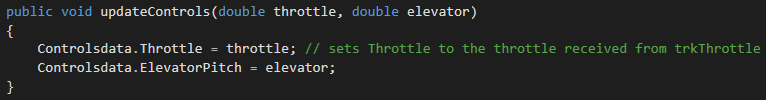 public void updateControls(double throttle, double elevator)
{
    Controlsdata.Throttle = throttle; // sets Throttle to the throttle received from trkThrottle
    Controlsdata.ElevatorPitch = elevator;
}